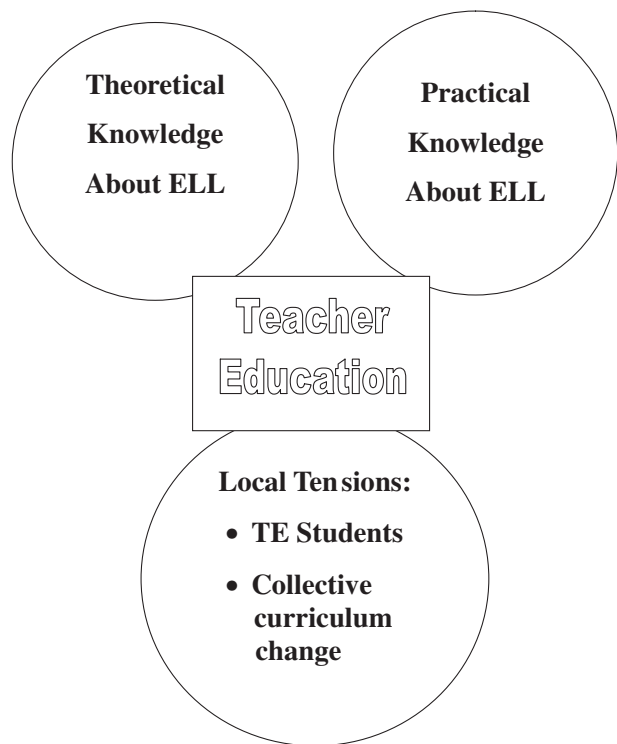 Theoretical
Knowledge
About ELL
Practical
Knowledge
About ELL
Teacher
Education
Local Tensions:
• TE Students
• Collective
curriculum
change